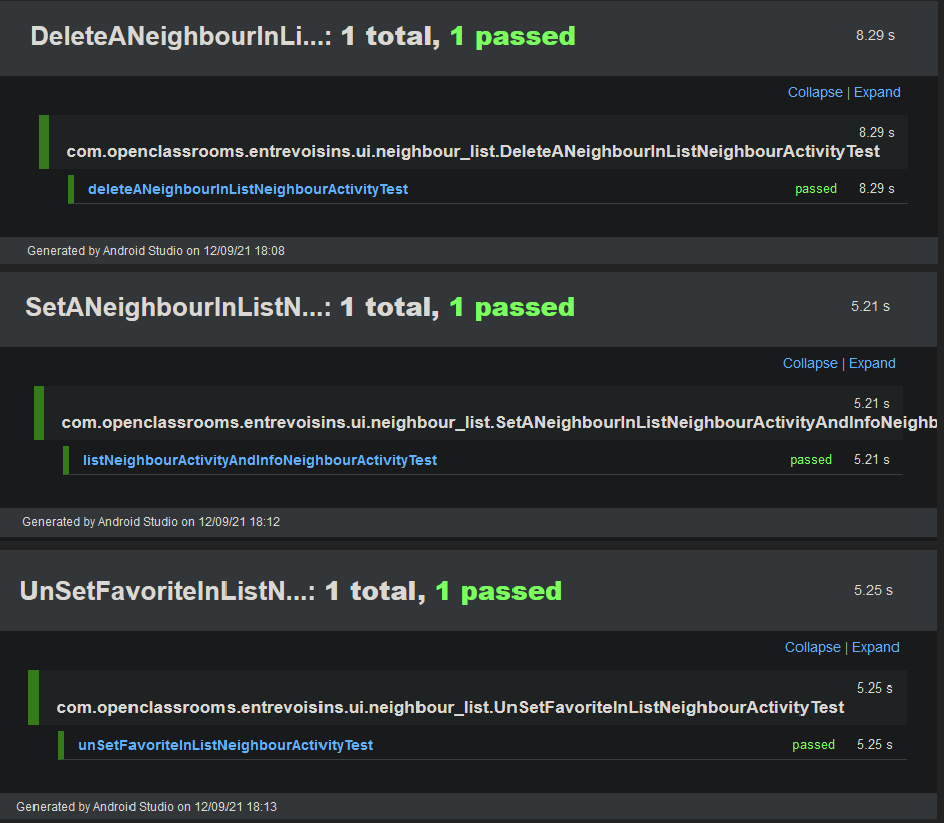 DeleteANeighbourInLi...: 1 total, 1 passed 8.29 s
Collapse | Expand
8.29 s
com.openclassrooms.entrevoisins.ui.neighbour_list.DeleteANeighbourInListNeighbourActivityTest
deleteANeighbourInListNeighbourActivityTest passed 8.29 s
Generated by Android Studio on 12/09/21 18:08
SetANeighbourInListN...: 1 total, 1 passed 5.21 s
Collapse | Expand
5.21 s
com.openclassrooms.entrevoisins.ui.neighbour_list.SetANeighbourInListNeighbourActivityAndInfoNeighb
listNeighbourActivityAndInfoNeighbourActivityTest passed 5.21 s
Generated by Android Studio on 12/09/21 18:12
UnSetFavoriteInListN...: 1 total, 1 passed 5.25 s
Collapse | Expand
5.25 s
com.openclassrooms.entrevoisins.ui.neighbour_list.UnSetFavoriteInListNeighbourActivityTest
unSetFavoriteInListNeighbourActivityTest passed 5.25 s
Generated by Android Studio on 12/09/21 18:13